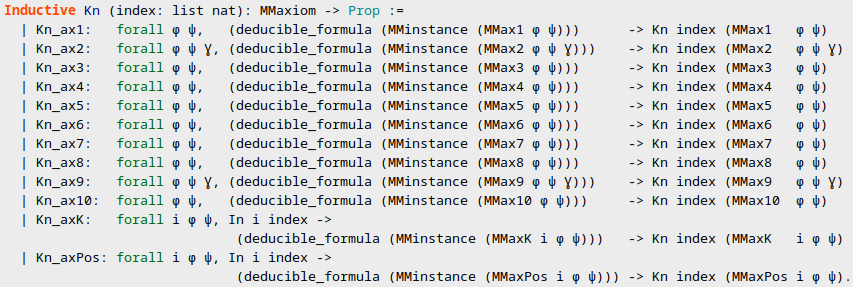 Inductive Kn (index: list nat): MMaxiom -> Prop :=
  | Kn_ax1:   forall φ ψ,   (deducible_formula (MMinstance (MMax1 φ ψ)))      -> Kn index (MMax1   φ ψ)
  | Kn_ax2:   forall φ ψ Ɣ, (deducible_formula (MMinstance (MMax2 φ ψ Ɣ)))    -> Kn index (MMax2   φ ψ Ɣ)
  | Kn_ax3:   forall φ ψ,   (deducible_formula (MMinstance (MMax3 φ ψ)))      -> Kn index (MMax3   φ ψ)
  | Kn_ax4:   forall φ ψ,   (deducible_formula (MMinstance (MMax4 φ ψ)))      -> Kn index (MMax4   φ ψ)
  | Kn_ax5:   forall φ ψ,   (deducible_formula (MMinstance (MMax5 φ ψ)))      -> Kn index (MMax5   φ ψ)
  | Kn_ax6:   forall φ ψ,   (deducible_formula (MMinstance (MMax6 φ ψ)))      -> Kn index (MMax6   φ ψ)
  | Kn_ax7:   forall φ ψ,   (deducible_formula (MMinstance (MMax7 φ ψ)))      -> Kn index (MMax7   φ ψ)
  | Kn_ax8:   forall φ ψ,   (deducible_formula (MMinstance (MMax8 φ ψ)))      -> Kn index (MMax8   φ ψ)
  | Kn_ax9:   forall φ ψ Ɣ, (deducible_formula (MMinstance (MMax9 φ ψ Ɣ)))    -> Kn index (MMax9   φ ψ Ɣ)
  | Kn_ax10:  forall φ ψ,   (deducible_formula (MMinstance (MMax10 φ ψ)))     -> Kn index (MMax10  φ ψ)
  | Kn_axK:   forall i φ ψ, In i index ->
                            (deducible_formula (MMinstance (MMaxK i φ ψ)))    -> Kn index (MMaxK   i φ ψ)
  | Kn_axPos: forall i φ ψ, In i index ->
                            (deducible_formula (MMinstance (MMaxPos i φ ψ)))  -> Kn index (MMaxPos i φ ψ).